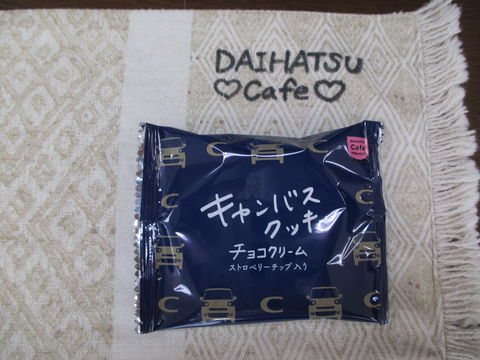 DAIHATSU
♡Cafe♡
Cafe
キャンバス
クッキー
チョコクリーム
ストロベリーチップ入り